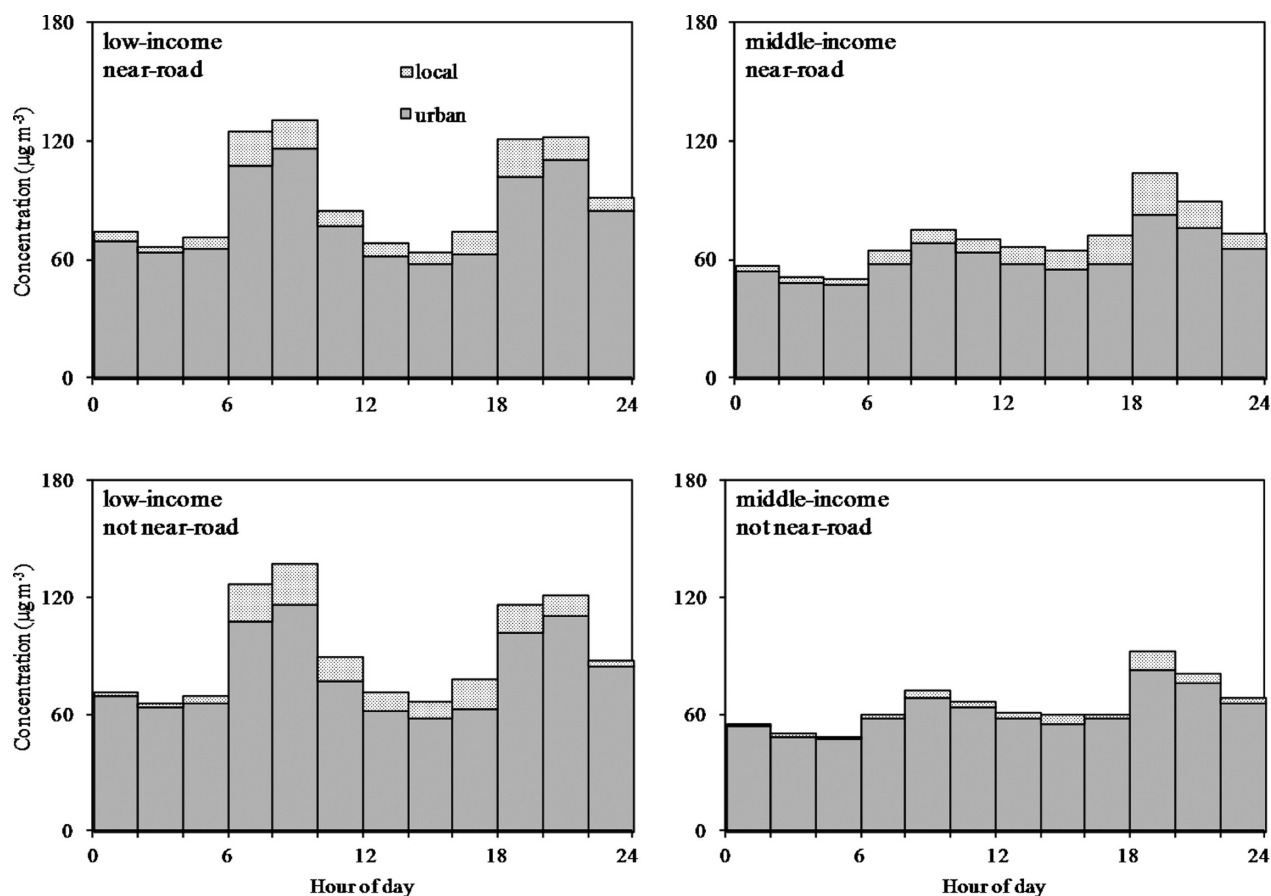 180
120
60
0
Concentration (µg m-3)
low-income
near-road
local
urban
0 6 12 18 24
180
120
60
0
middle-income
near-road
0 6 12 18 24
180
120
60
0
Concentration (µg m-3)
low-income
not near-road
0 6 12 18 24
Hour of day
180
120
60
0
middle-income
not near-road
0 6 12 18 24
Hour of day